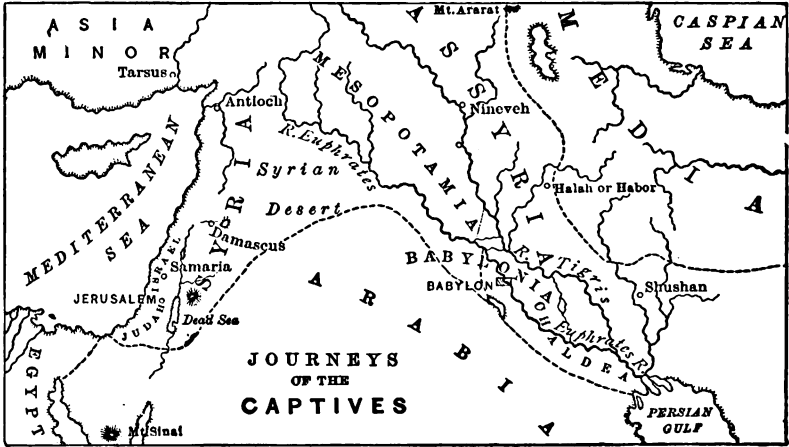 ASIA
MINOR
Tarsus
Mt. Ararat
CASPIAN
SEA
ASSYRIA
MEDIA
MESOPOTAMIA
Antioch
Nineveh
R. Euphrates
SYRIA
Syrian
Desert
MEDITERRANEAN
SEA
Halah or Habor
Damascus
ISRAEL
Samaria
BABYLONIA
R. Tigris
BABYLON
Shushan
JERUSALEM
JUDAH
Dead Sea
ARABIA
CHALDEA
Euphrates R.
EGYPT
JOURNEYS
OF THE
CAPTIVES
Mt. Sinai
PERSIAN
GULF